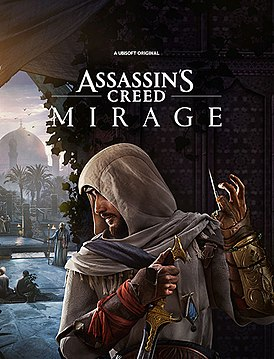 A UBISOFT ORIGINAL
ASSASSIN'S
CREED
MIRAGE